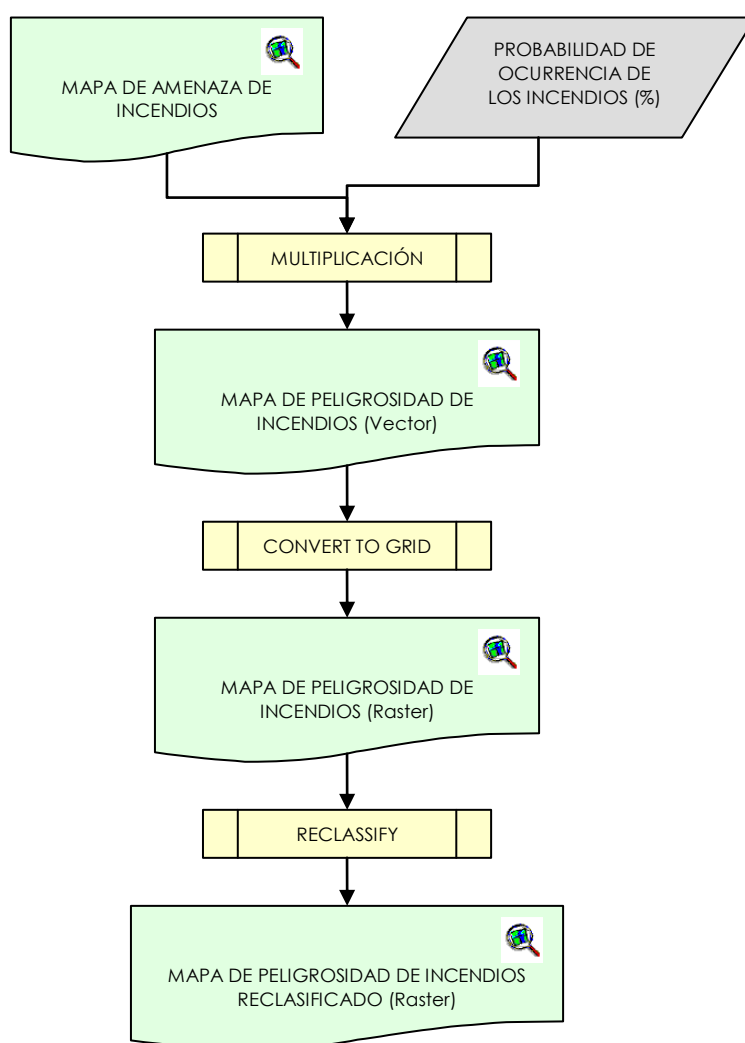 MAPA DE AMENAZA DE
INCENDIOS
PROBABILIDAD DE
OCURRENCIA DE
LOS INCENDIOS (%)
MULTIPLICACIÓN
MAPA DE PELIGROSIDAD DE
INCENDIOS (Vector)
CONVERT TO GRID
MAPA DE PELIGROSIDAD DE
INCENDIOS (Raster)
RECLASSIFY
MAPA DE PELIGROSIDAD DE INCENDIOS
RECLASIFICADO (Raster)